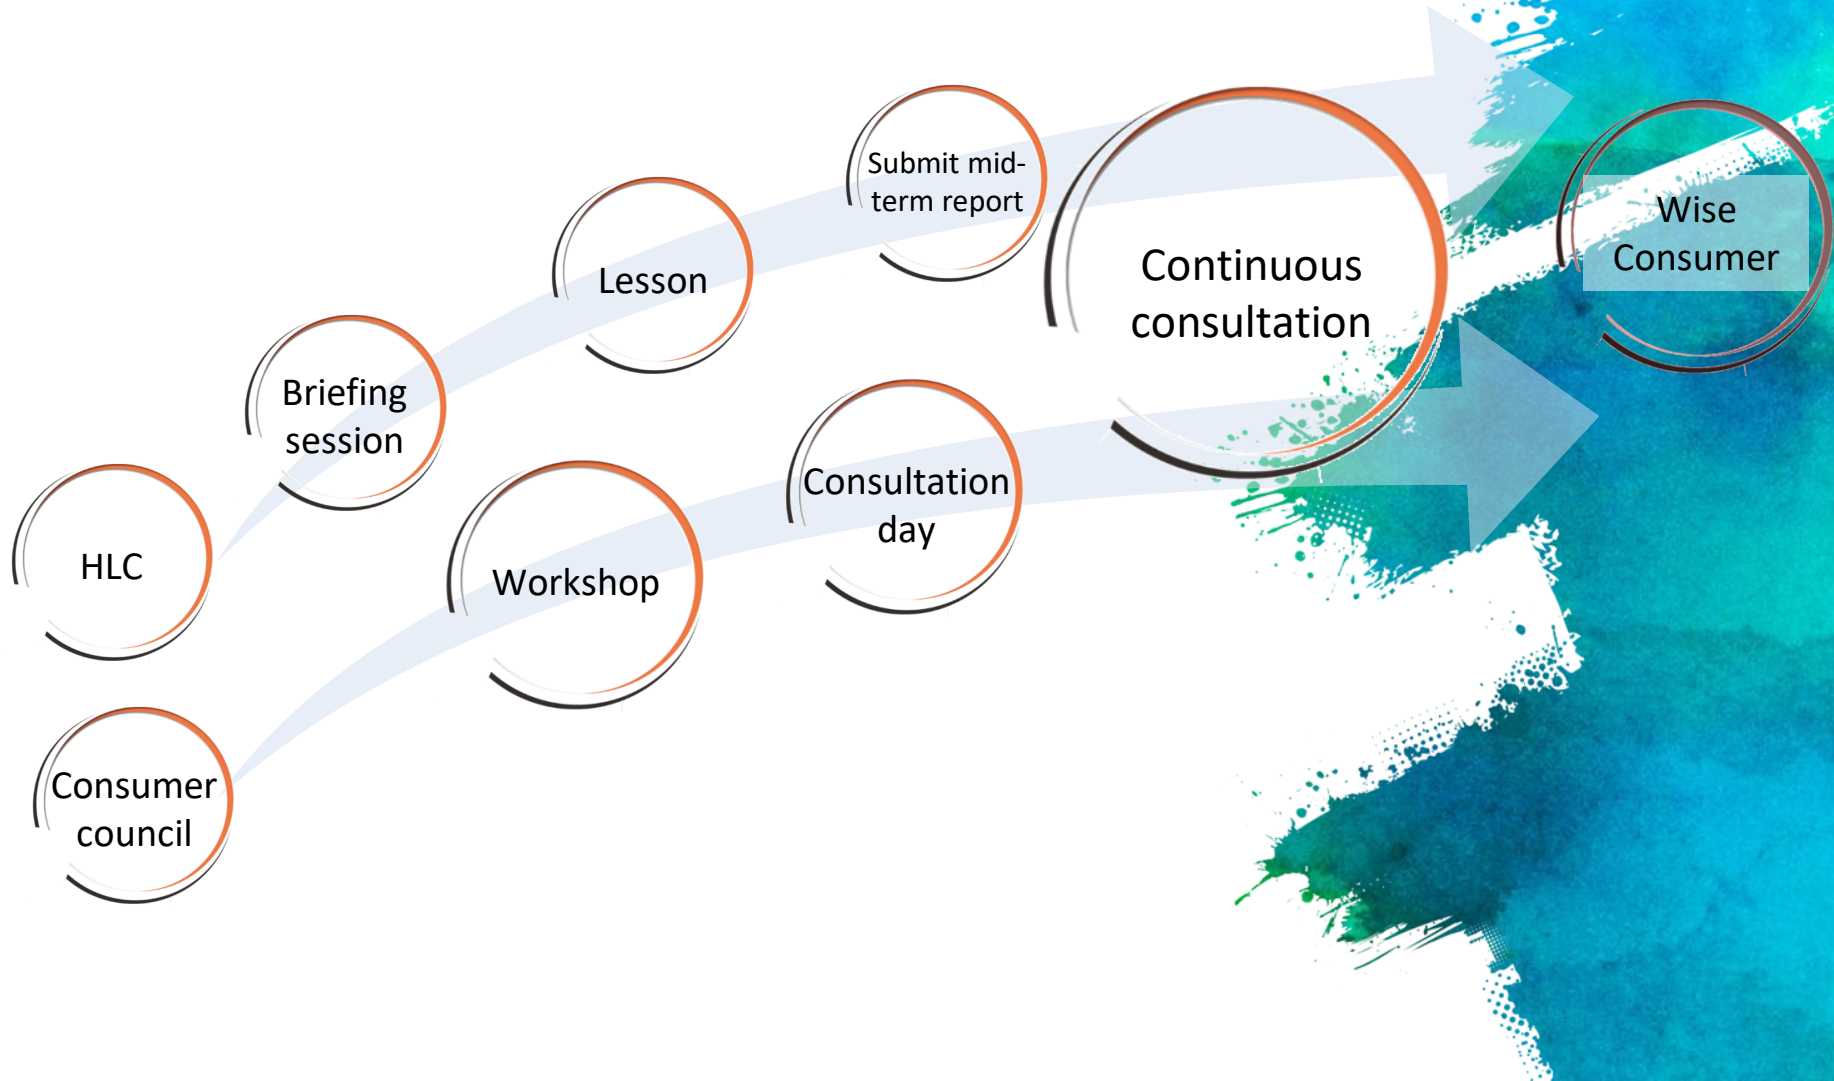 HLC
Briefing
session
Lesson
Submit mid-
term report
Consumer
council
Workshop
Consultation
day
Continuous
consultation
Wise
Consumer